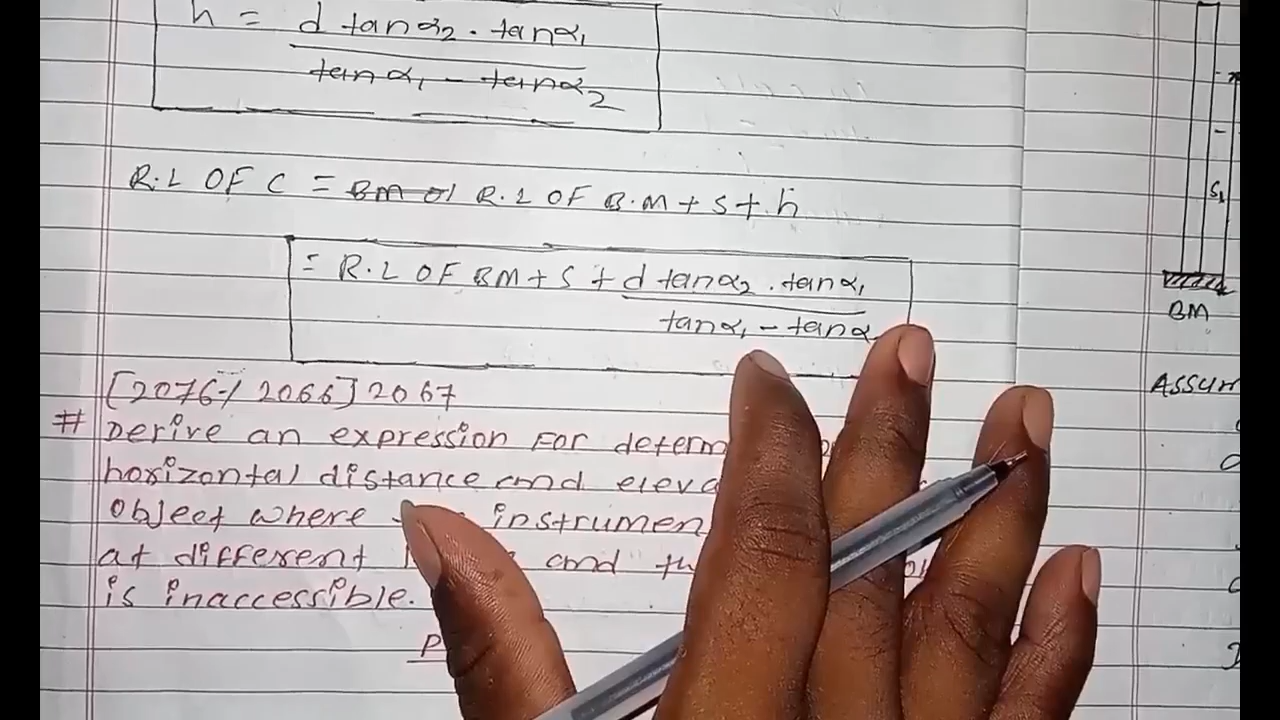 h = d tanα₂ . tanα₁
tanα₁ - tanα₂
R.L OF C = R.L OF B.M + S + h
= R.L OF BM + S + d tanα₂ . tanα₁
tanα₁ - tanα
[2076-/ 2066] 2067
# Derive an expression For determ
horizontal distance and eleva
object where instrumen
at different and
is inaccessible.
P
S₁
BM
Assum